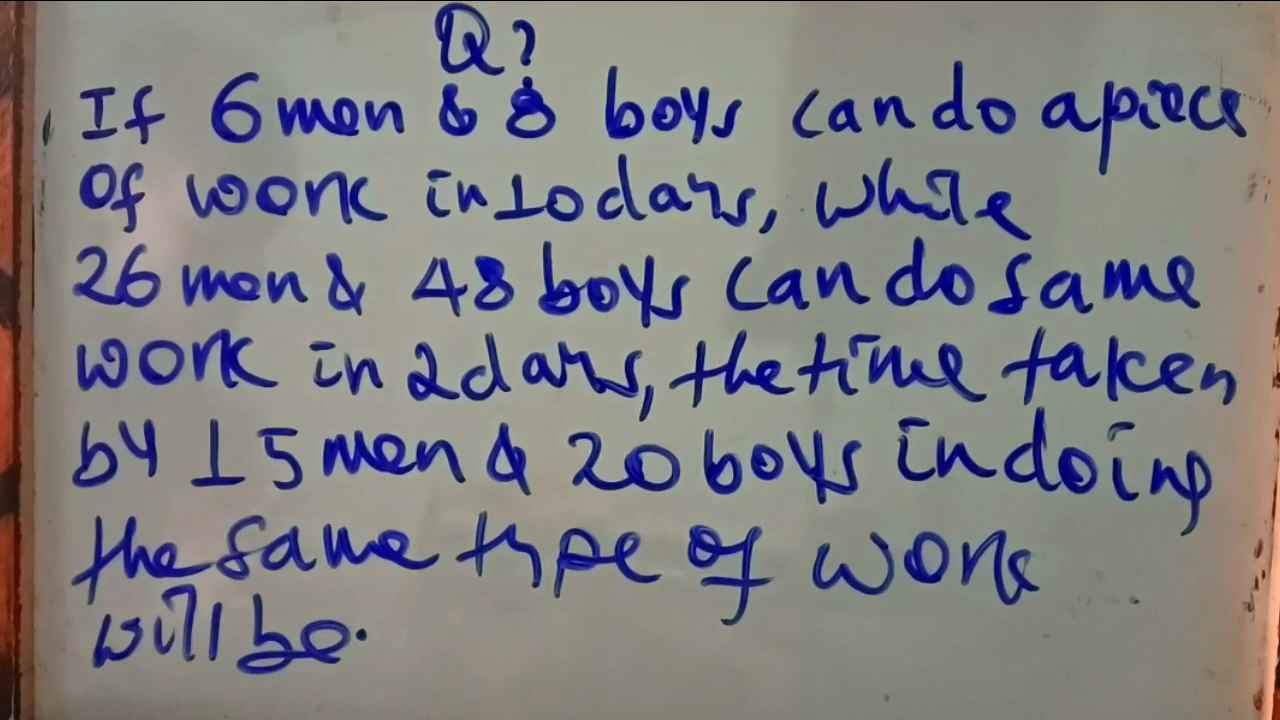 Q?
If 6 men & 8 boys can do a piece
of work in 10 days, while
26 men & 48 boys can do same
work in 2 days, the time taken
by 15 men & 20 boys in doing
the same type of work
will be.